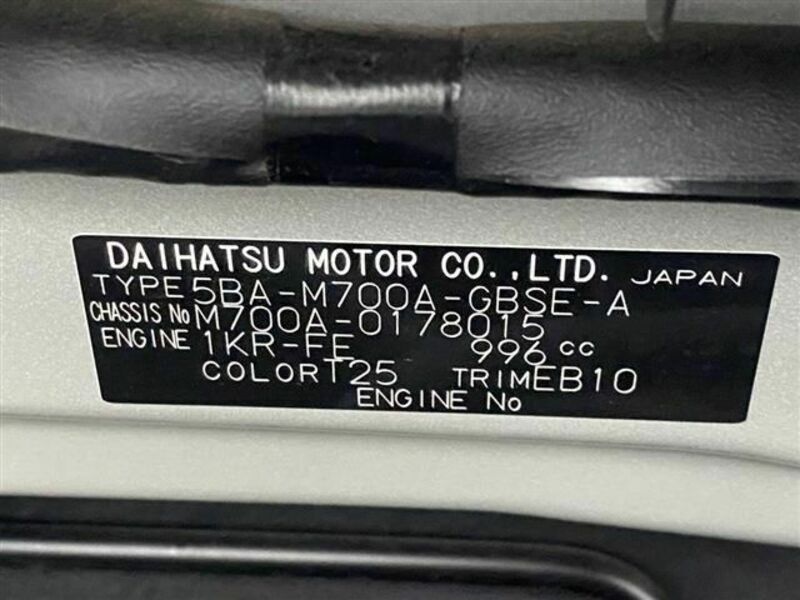 DAIHATSU MOTOR CO.,LTD. JAPAN
TYPE 5BA-M700A-GBSE-A
CHASSIS No M700A-0178015
ENGINE 1KR-FE 996 cc
COLOR T25 TRIM EB10
ENGINE No